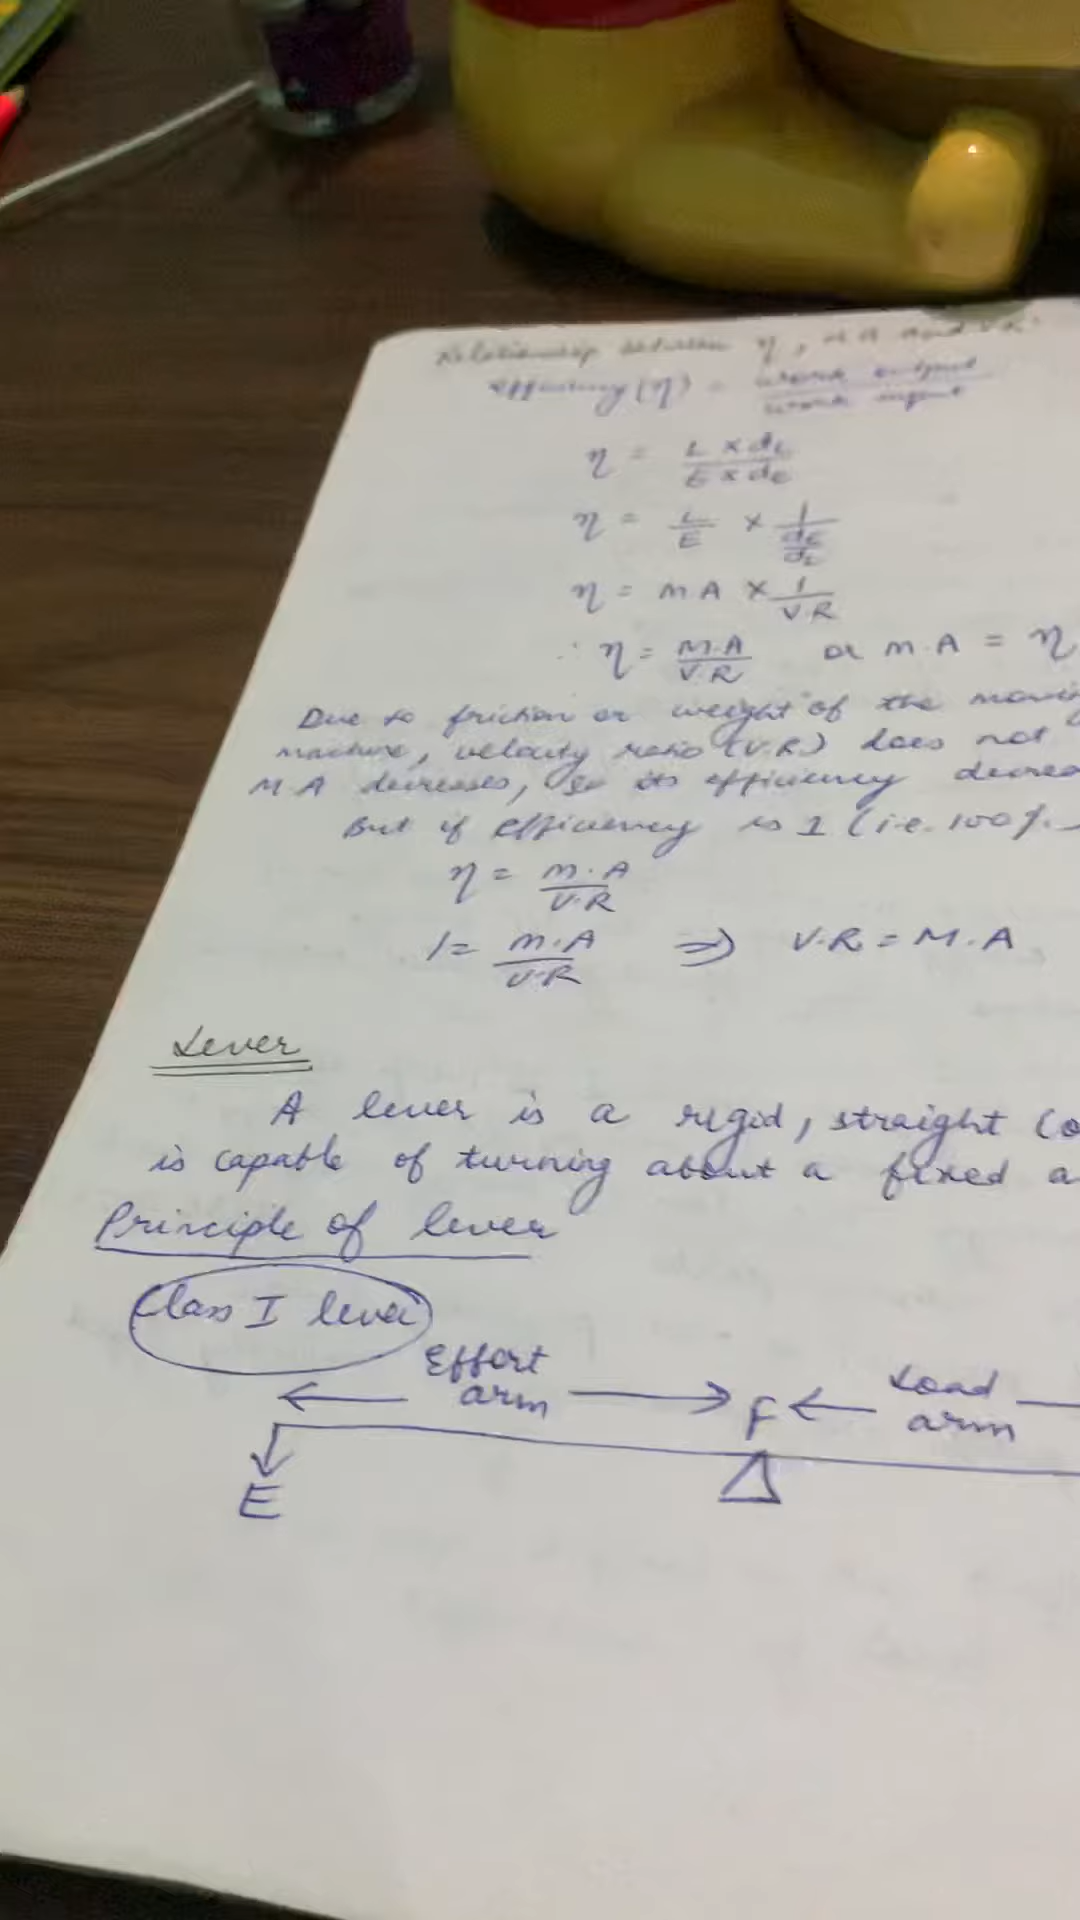 Relationship between η, M.A and V.R.
efficiency (η) = work output / work input
η = L × dL / E × dE
η = L/E × 1 / dE/dL
η = M A × 1/V.R
∴ η = M.A/V.R or M.A = η
Due to friction or weight of the moving
machine, velocity ratio (V.R) does not
M.A decreases, so its efficiency decrea
But if efficiency is 1 (i.e. 100%
η = M.A/V.R
1 = M.A/V.R ⇒ V.R = M.A
Lever
A lever is a rigid, straight (o
is capable of turning about a fixed a
Principle of lever
Class I lever
← Effort arm → F ← Load arm
E